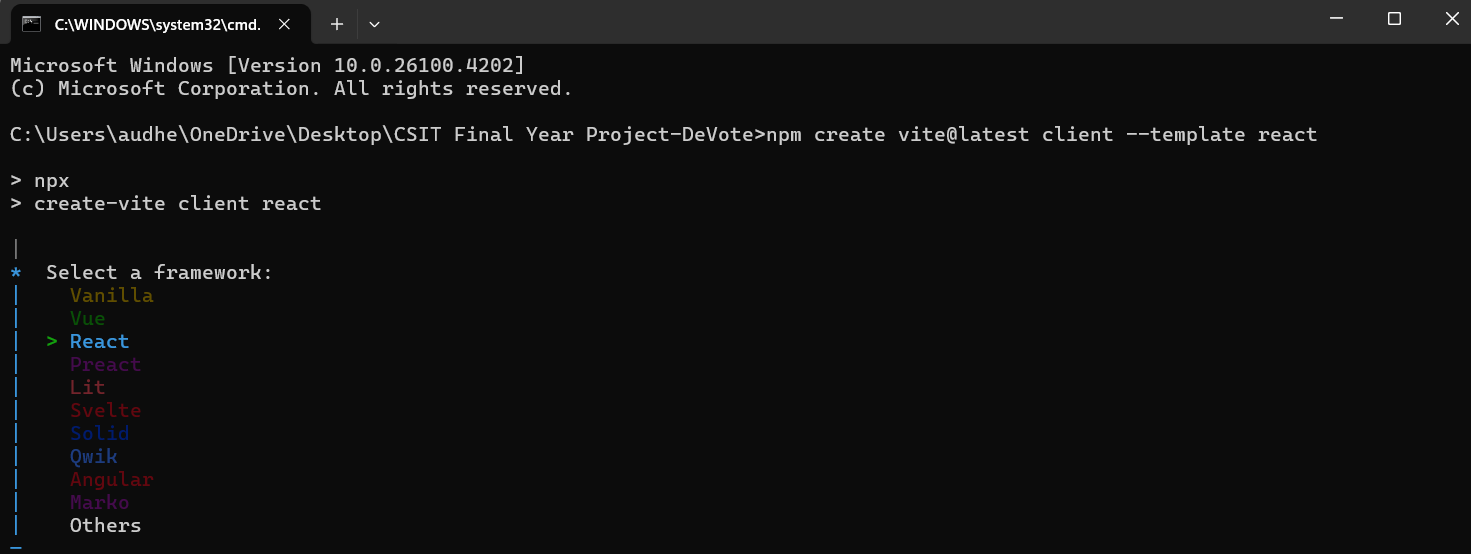 C:\WINDOWS\system32\cmd.
Microsoft Windows [Version 10.0.26100.4202]
(c) Microsoft Corporation. All rights reserved.
C:\Users\audhe\OneDrive\Desktop\CSIT Final Year Project-DeVote>npm create vite@latest client --template react
> npx
> create-vite client react
* Select a framework:
Vanilla
Vue
> React
Preact
Lit
Svelte
Solid
Qwik
Angular
Marko
Others